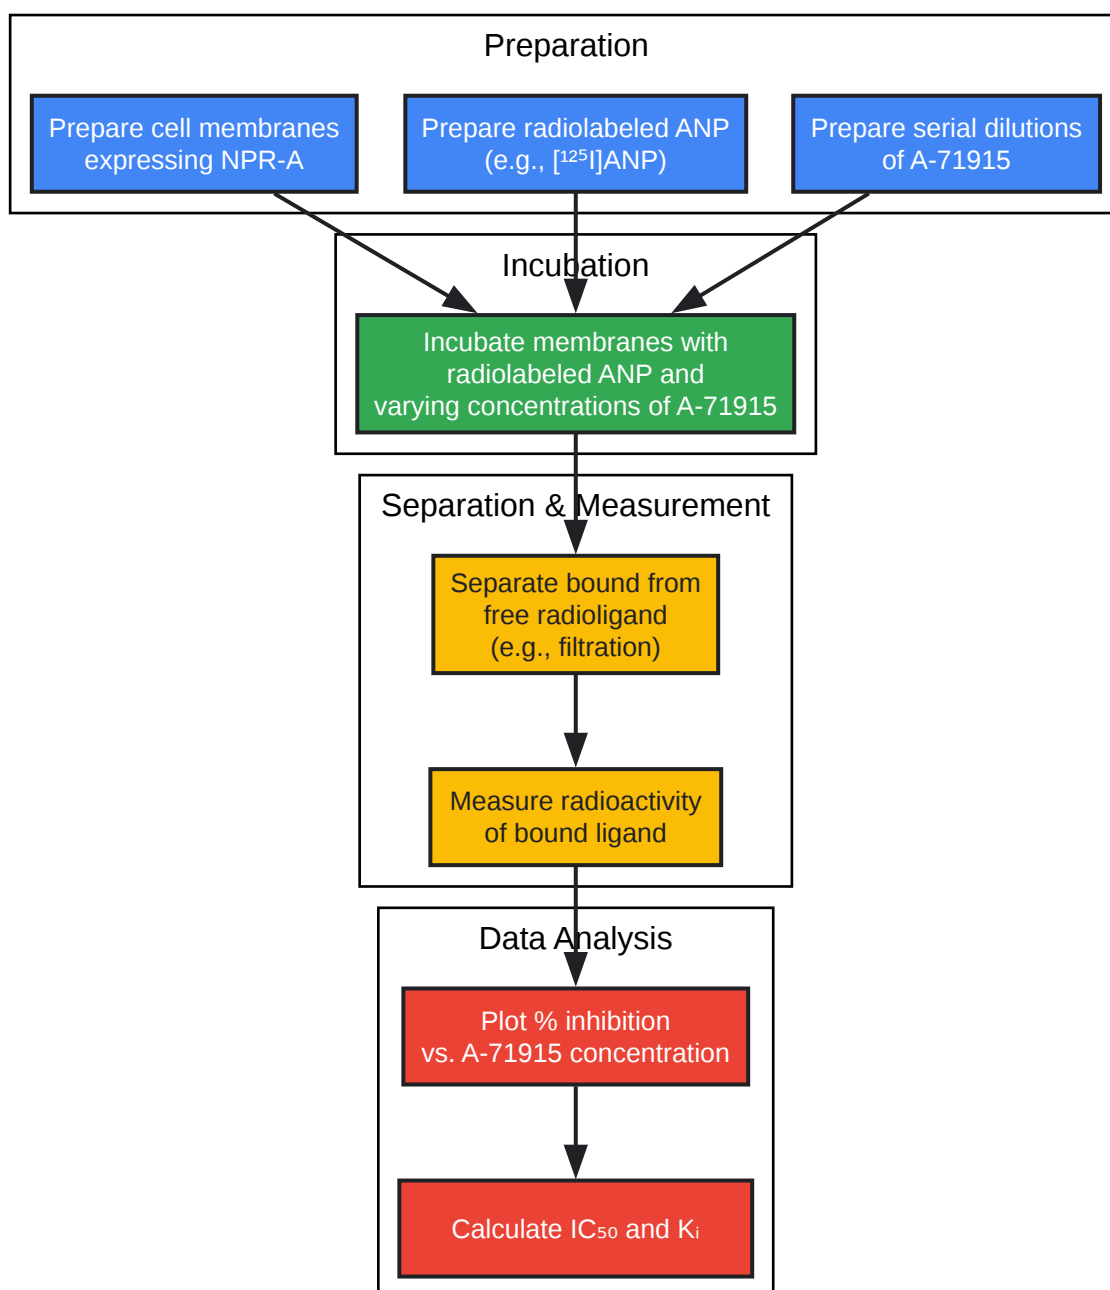 Preparation
Prepare cell membranes
expressing NPR-A
Prepare radiolabeled ANP
(e.g., [¹²⁵I]ANP)
Prepare serial dilutions
of A-71915
Incubation
Incubate membranes with
radiolabeled ANP and
varying concentrations of A-71915
Separation & Measurement
Separate bound from
free radioligand
(e.g., filtration)
Measure radioactivity
of bound ligand
Data Analysis
Plot % inhibition
vs. A-71915 concentration
Calculate IC₅₀ and Kᵢ